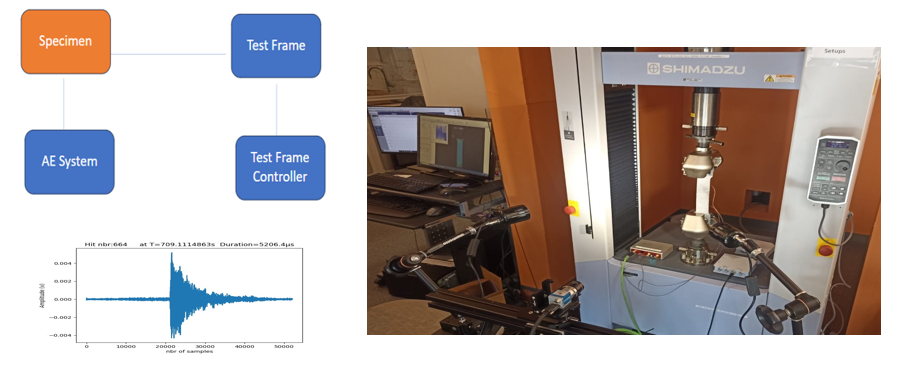 Specimen
Test Frame
AE System
Test Frame
Controller
Hit nbr:664 at T=709.1114863s Duration=5206.4µs
Amplitude (v)
0.004
0.002
0.000
−0.002
−0.004
0 10000 20000 30000 40000 50000
nbr of samples
Setups
SHIMADZU